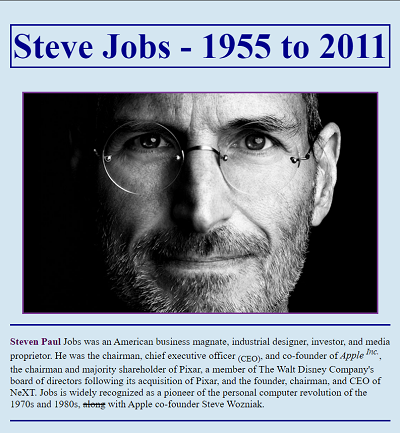 Steve Jobs - 1955 to 2011
Steven Paul Jobs was an American business magnate, industrial designer, investor, and media
proprietor. He was the chairman, chief executive officer (CEO), and co-founder of Apple Inc.,
the chairman and majority shareholder of Pixar, a member of The Walt Disney Company's
board of directors following its acquisition of Pixar, and the founder, chairman, and CEO of
NeXT. Jobs is widely recognized as a pioneer of the personal computer revolution of the
1970s and 1980s, along with Apple co-founder Steve Wozniak.